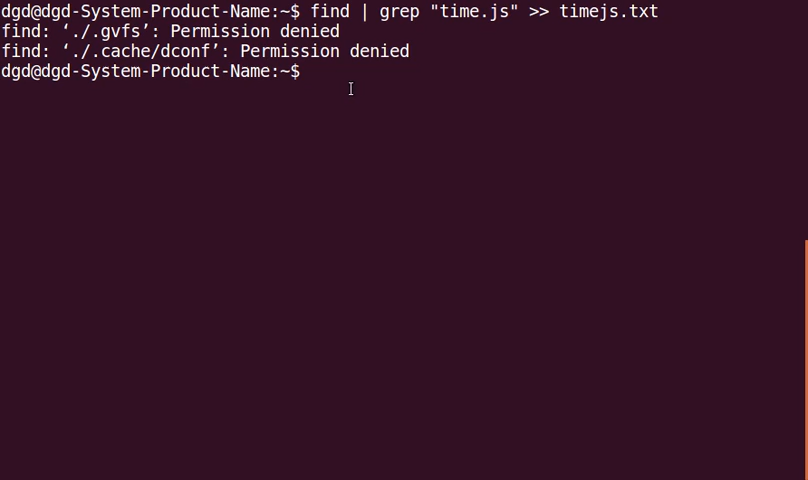 dgd@dgd-System-Product-Name:~$ find | grep "time.js" >> timejs.txt
find: ‘./.gvfs’: Permission denied
find: ‘./.cache/dconf’: Permission denied
dgd@dgd-System-Product-Name:~$